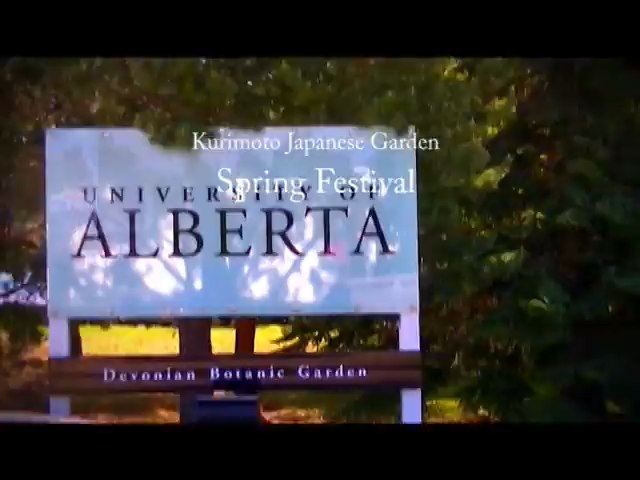 Kurimoto Japanese Garden
Spring Festival
UNIVERSITY OF
ALBERTA
Devonian Botanic Garden